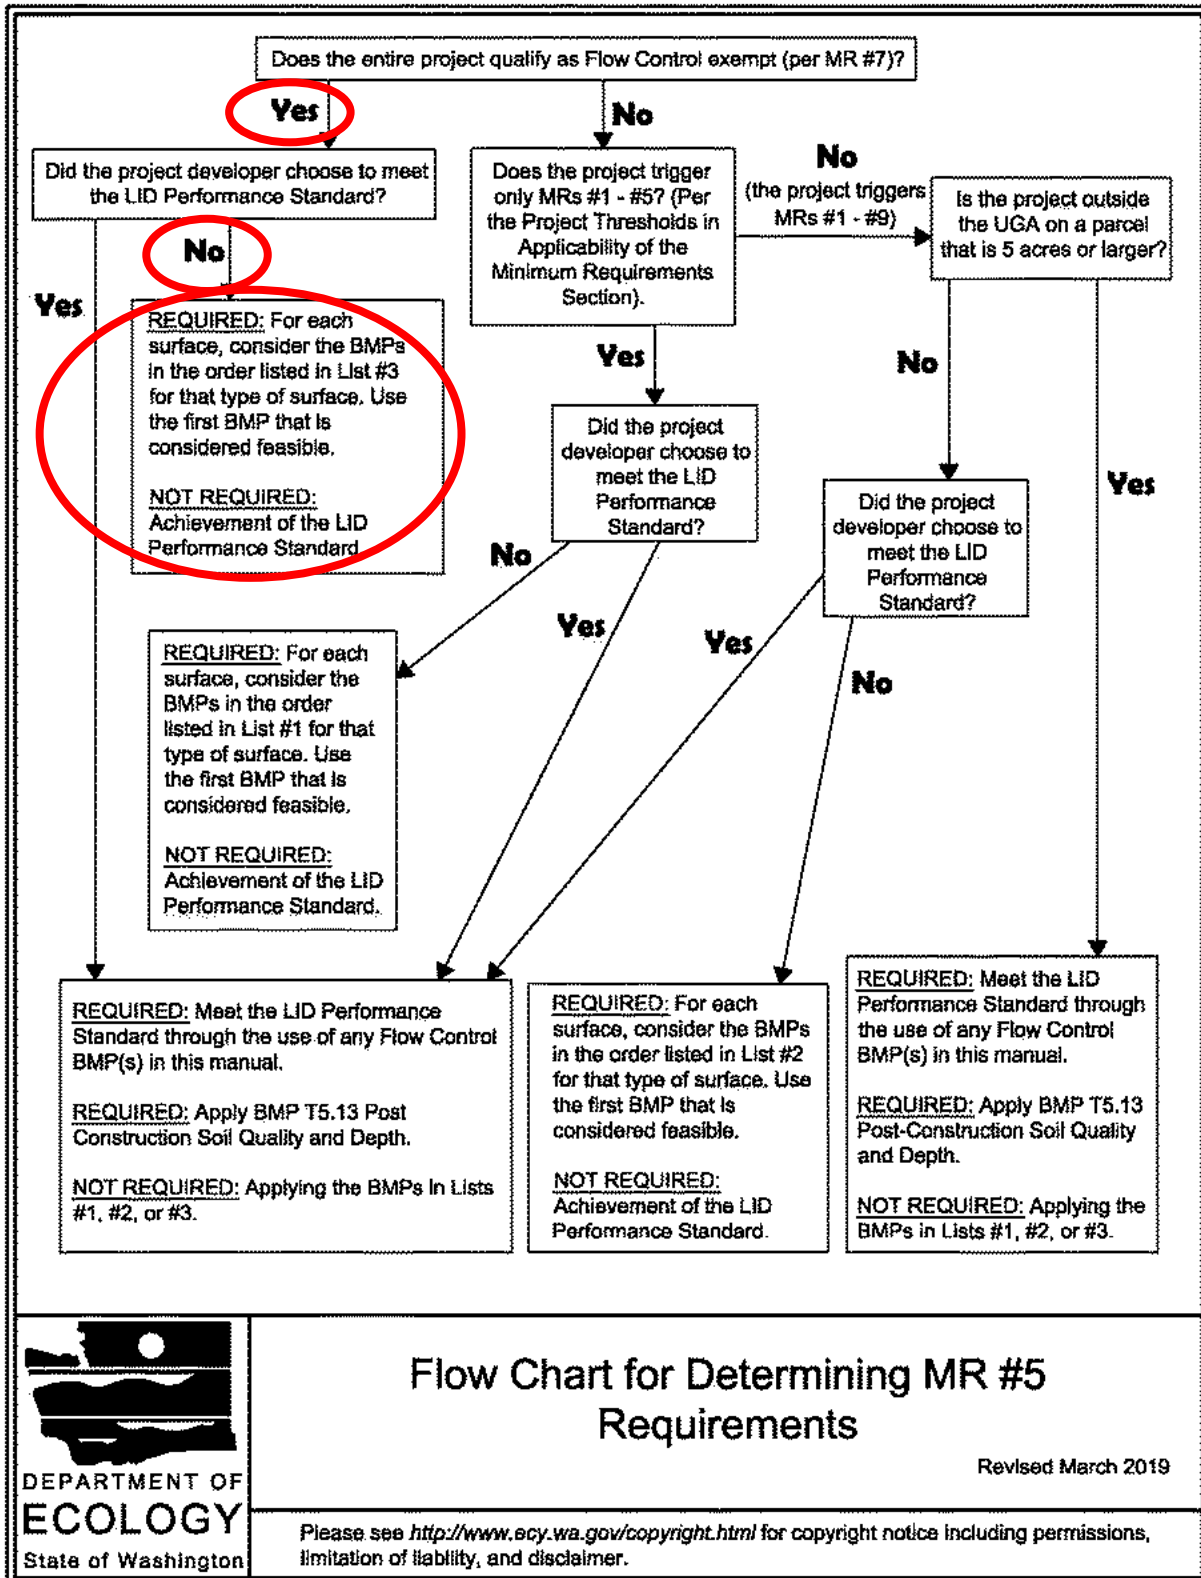 Does the entire project qualify as Flow Control exempt (per MR #7)?
Yes
No
Did the project developer choose to meet
the LID Performance Standard?
Does the project trigger
only MRs #1 - #5? (Per
the Project Thresholds in
Applicability of the
Minimum Requirements
Section).
No
(the project triggers
MRs #1 - #9)
Is the project outside
the UGA on a parcel
that is 5 acres or larger?
No
Yes
REQUIRED: For each
surface, consider the BMPs
in the order listed in List #3
for that type of surface. Use
the first BMP that is
considered feasible.
NOT REQUIRED:
Achievement of the LID
Performance Standard
Yes
No
Yes
Did the project
developer choose to
meet the LID
Performance
Standard?
Did the project
developer choose to
meet the LID
Performance
Standard?
No
Yes
Yes
No
REQUIRED: For each
surface, consider the
BMPs in the order
listed in List #1 for that
type of surface. Use
the first BMP that is
considered feasible.
NOT REQUIRED:
Achievement of the LID
Performance Standard.
REQUIRED: Meet the LID Performance
Standard through the use of any Flow Control
BMP(s) in this manual.
REQUIRED: Apply BMP T5.13 Post
Construction Soil Quality and Depth.
NOT REQUIRED: Applying the BMPs in Lists
#1, #2, or #3.
REQUIRED: For each
surface, consider the BMPs
in the order listed in List #2
for that type of surface. Use
the first BMP that is
considered feasible.
NOT REQUIRED:
Achievement of the LID
Performance Standard.
REQUIRED: Meet the LID
Performance Standard through
the use of any Flow Control
BMP(s) in this manual.
REQUIRED: Apply BMP T5.13
Post-Construction Soil Quality
and Depth.
NOT REQUIRED: Applying the
BMPs in Lists #1, #2, or #3.
DEPARTMENT OF
ECOLOGY
State of Washington
Flow Chart for Determining MR #5
Requirements
Revised March 2019
Please see http://www.ecy.wa.gov/copyright.html for copyright notice including permissions,
limitation of liability, and disclaimer.